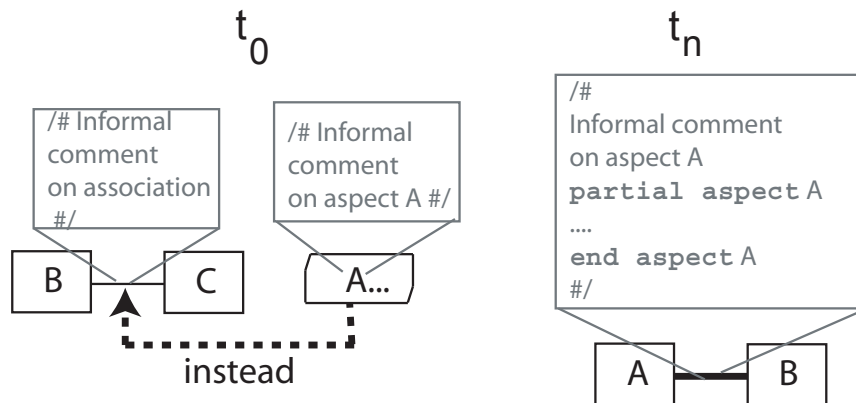 t0
tn
/# Informal
comment
on association
#/
/# Informal
comment
on aspect A #/
/#
Informal comment
on aspect A
partial aspect A
....
end aspect A
#/
B
C
A...
instead
A
B